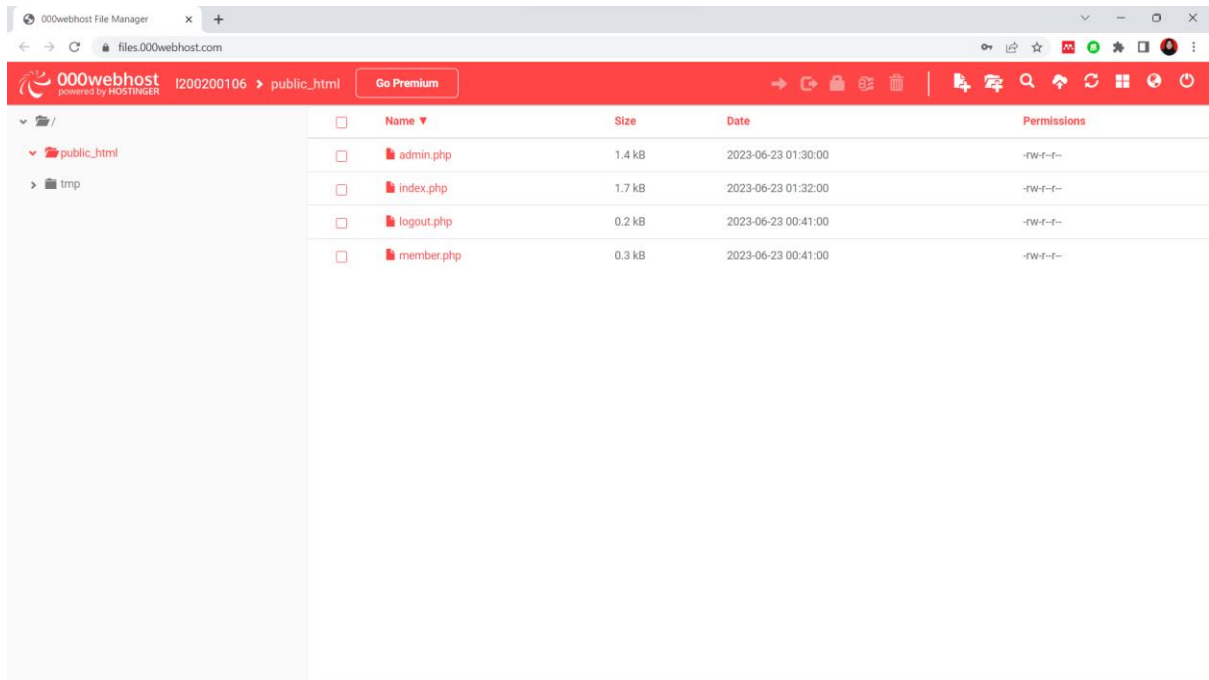 000webhost File Manager
files.000webhost.com
000webhost
powered by HOSTINGER
l200200106 > public_html
Go Premium
/
public_html
tmp
Name ▼ Size Date Permissions
admin.php 1.4 kB 2023-06-23 01:30:00 -rw-r--r--
index.php 1.7 kB 2023-06-23 01:32:00 -rw-r--r--
logout.php 0.2 kB 2023-06-23 00:41:00 -rw-r--r--
member.php 0.3 kB 2023-06-23 00:41:00 -rw-r--r--